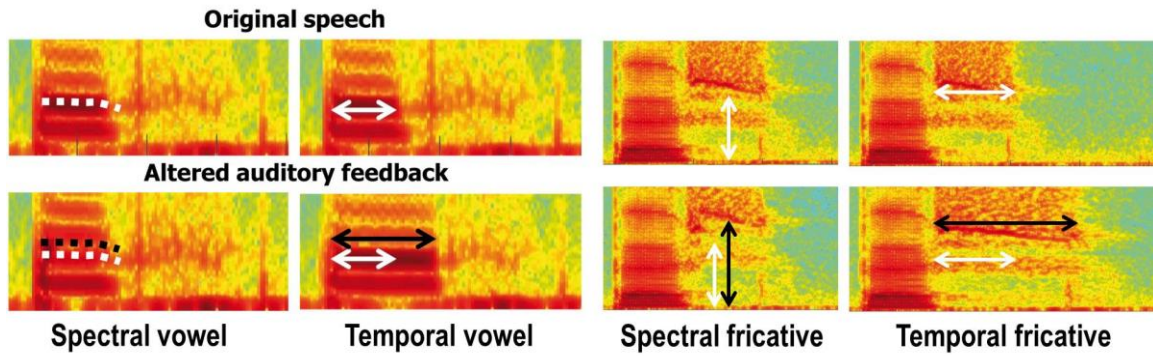 Original speech
Altered auditory feedback
Spectral vowel
Temporal vowel
Spectral fricative
Temporal fricative